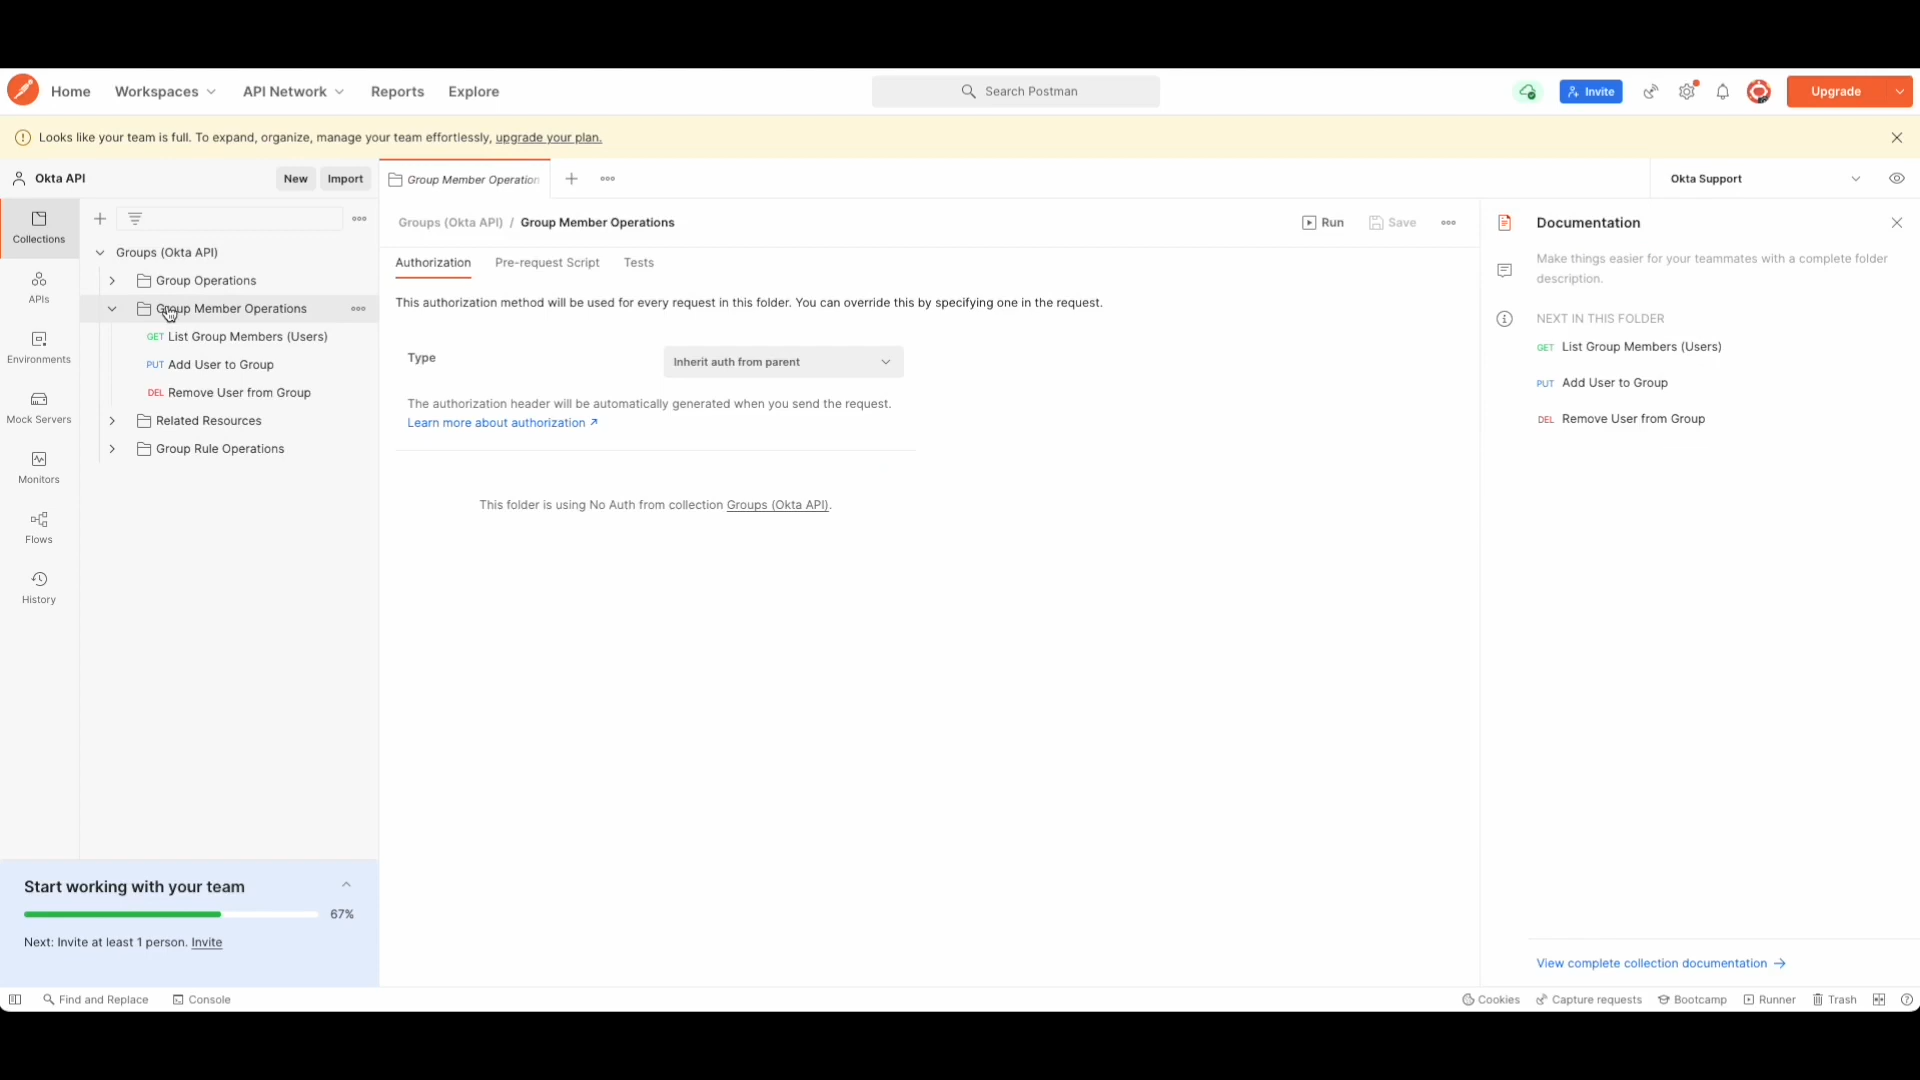 Home
Workspaces
API Network
Reports
Explore
Search Postman
Invite
Upgrade
Looks like your team is full. To expand, organize, manage your team effortlessly, upgrade your plan.
Okta API
New
Import
Group Member Operation
Okta Support
Collections
APIs
Environments
Mock Servers
Monitors
Flows
History
Groups (Okta API)
Group Operations
Group Member Operations
GET List Group Members (Users)
PUT Add User to Group
DEL Remove User from Group
Related Resources
Group Rule Operations
Groups (Okta API) / Group Member Operations
Run
Save
Authorization
Pre-request Script
Tests
This authorization method will be used for every request in this folder. You can override this by specifying one in the request.
Type
Inherit auth from parent
The authorization header will be automatically generated when you send the request.
Learn more about authorization ↗
This folder is using No Auth from collection Groups (Okta API).
Documentation
Make things easier for your teammates with a complete folder
description.
NEXT IN THIS FOLDER
GET List Group Members (Users)
PUT Add User to Group
DEL Remove User from Group
View complete collection documentation →
Start working with your team
67%
Next: Invite at least 1 person. Invite
Find and Replace
Console
Cookies
Capture requests
Bootcamp
Runner
Trash